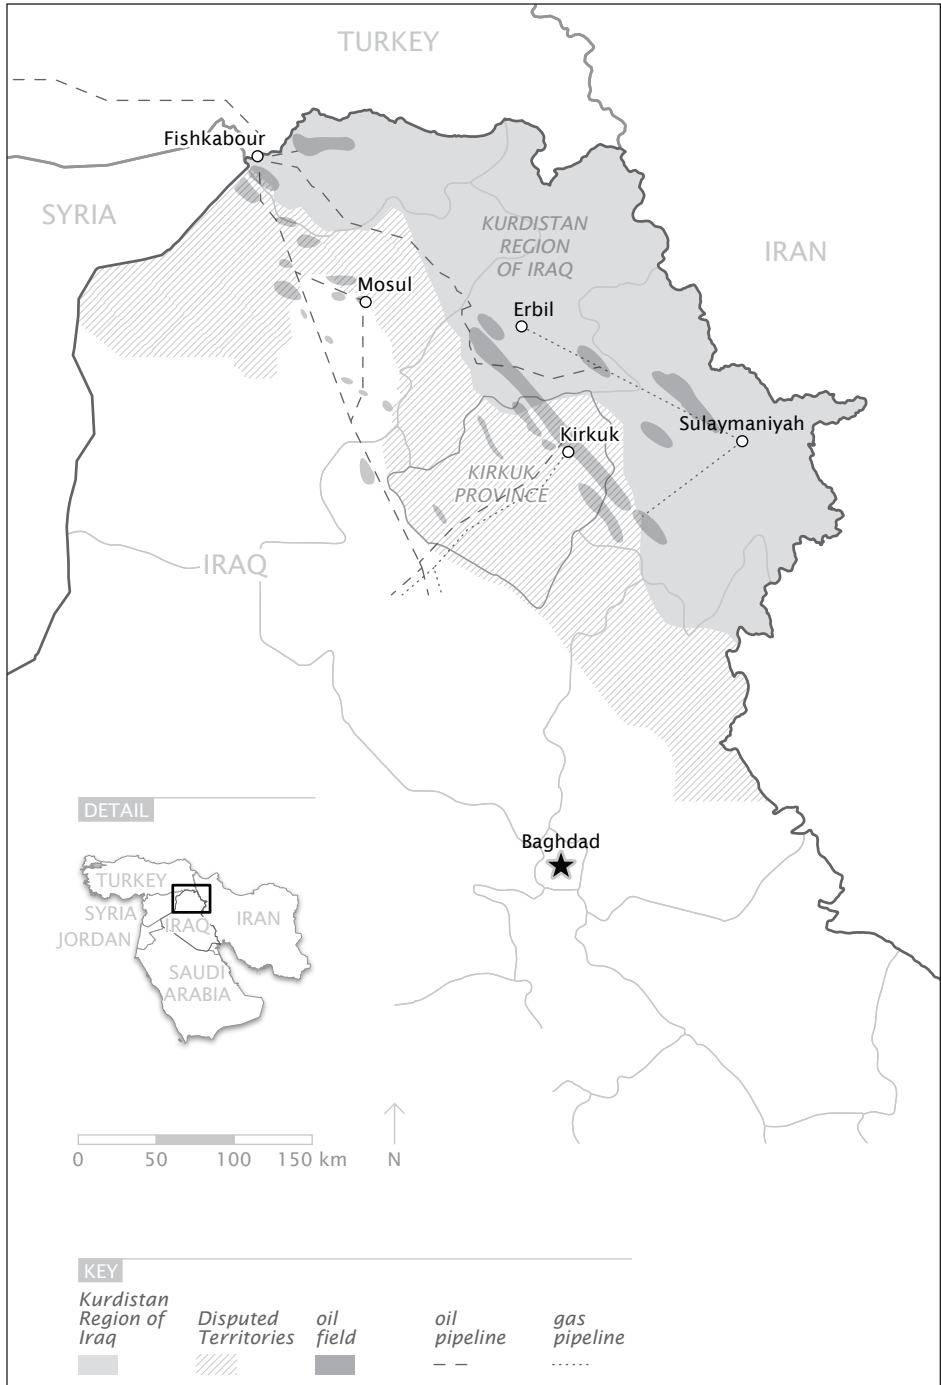 TURKEY
Fishkabour
SYRIA
KURDISTAN
REGION
OF IRAQ
IRAN
Mosul
Erbil
Sulaymaniyah
Kirkuk
KIRKUK
PROVINCE
IRAQ
DETAIL
Baghdad
TURKEY
SYRIA
IRAQ
IRAN
JORDAN
SAUDI
ARABIA
0 50 100 150 km
N
KEY
Kurdistan
Region of
Iraq
Disputed
Territories
oil
field
oil
pipeline
gas
pipeline